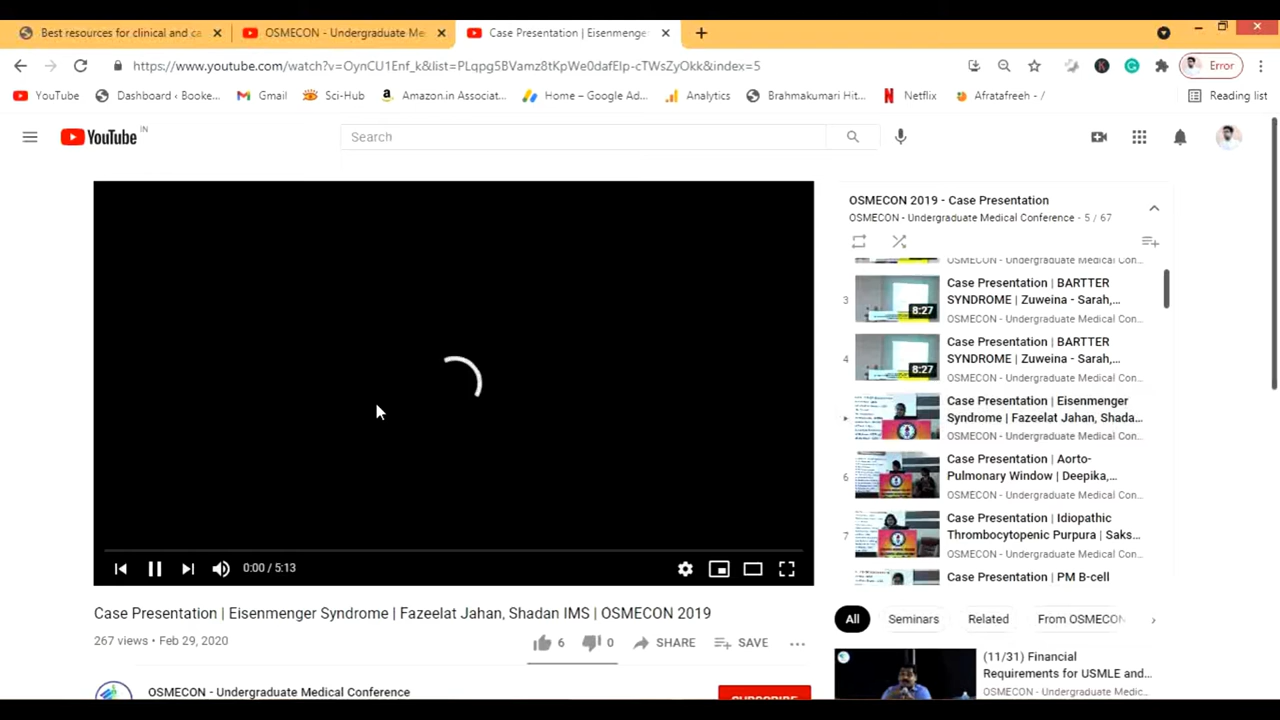 Best resources for clinical and ca
OSMECON - Undergraduate Me
Case Presentation | Eisenmenge
https://www.youtube.com/watch?v=OynCU1Enf_k&list=PLqpg5BVamz8tKpWe0dafEIp-cTWsZyOkk&index=5
Error
YouTube
Dashboard ‹ Booke...
Gmail
Sci-Hub
Amazon.in Associat...
Home – Google Ad...
Analytics
Brahmakumari Hit...
Netflix
Afratafreeh - /
Reading list
YouTube
IN
Search
OSMECON 2019 - Case Presentation
OSMECON - Undergraduate Medical Conference - 5 / 67
OSMECON - Undergraduate Medical Con...
3
Case Presentation | BARTTER
SYNDROME | Zuweina - Sarah,...
8:27
OSMECON - Undergraduate Medical Con...
4
Case Presentation | BARTTER
SYNDROME | Zuweina - Sarah,...
8:27
OSMECON - Undergraduate Medical Con...
Case Presentation | Eisenmenger
Syndrome | Fazeelat Jahan, Shada...
OSMECON - Undergraduate Medical Con...
6
Case Presentation | Aorto-
Pulmonary Window | Deepika,...
OSMECON - Undergraduate Medical Con...
7
Case Presentation | Idiopathic
Thrombocytopenic Purpura | Saks...
OSMECON - Undergraduate Medical Con...
Case Presentation | PM B-cell
0:00 / 5:13
Case Presentation | Eisenmenger Syndrome | Fazeelat Jahan, Shadan IMS | OSMECON 2019
267 views • Feb 29, 2020
6
0
SHARE
SAVE
All
Seminars
Related
From OSMECON
(11/31) Financial
Requirements for USMLE and...
OSMECON - Undergraduate Medic...
OSMECON - Undergraduate Medical Conference
SUBSCRIBE